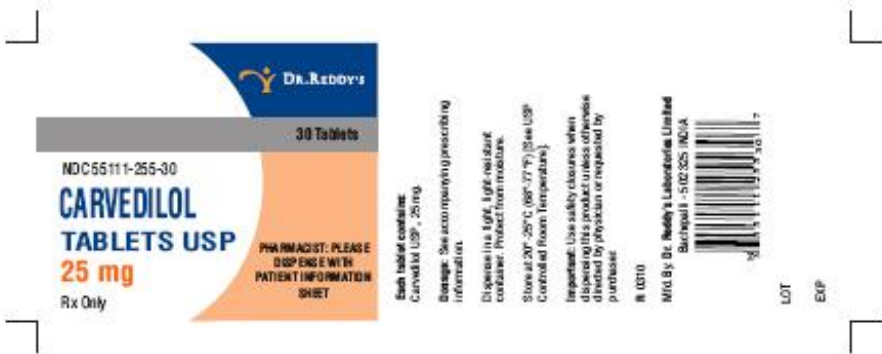 DR.REDDY'S
30 Tablets
NDC 55111-255-30
CARVEDILOL
TABLETS USP
25 mg
Rx Only
PHARMACIST: PLEASE
DISPENSE WITH
PATIENT INFORMATION
SHEET
Each tablet contains:
Carvedilol USP, 25 mg.
Dosage: See accompanying prescribing
information.
Dispense in a tight, light-resistant
container. Protect from moisture.
Store at 20°-25°C (68°-77°F) [See USP
Controlled Room Temperature].
Important: Use safety closures when
dispensing this product unless otherwise
directed by physician or requested by
purchaser
R 0310
Mfd. By: Dr. Reddy's Laboratories Limited
Bachepalli - 502 325 INDIA
LOT
EXP